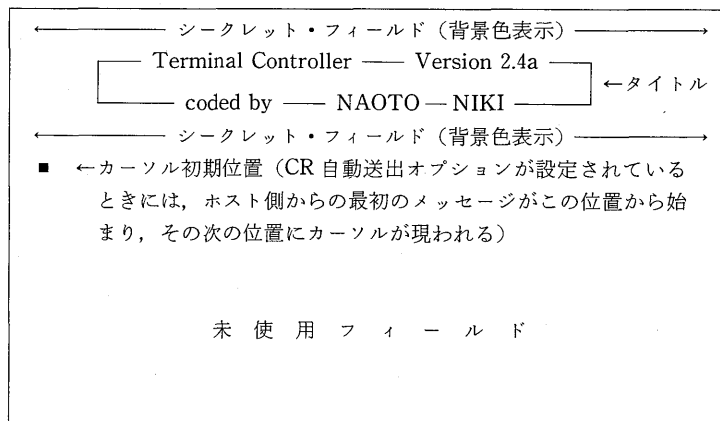 シークレット・フィールド（背景色表示）
Terminal Controller — Version 2.4a
←タイトル
coded by — NAOTO — NIKI
シークレット・フィールド（背景色表示）
■ ←カーソル初期位置（CR自動送出オプションが設定されている
ときには，ホスト側からの最初のメッセージがこの位置から始
まり，その次の位置にカーソルが現われる）
未使用フィールド